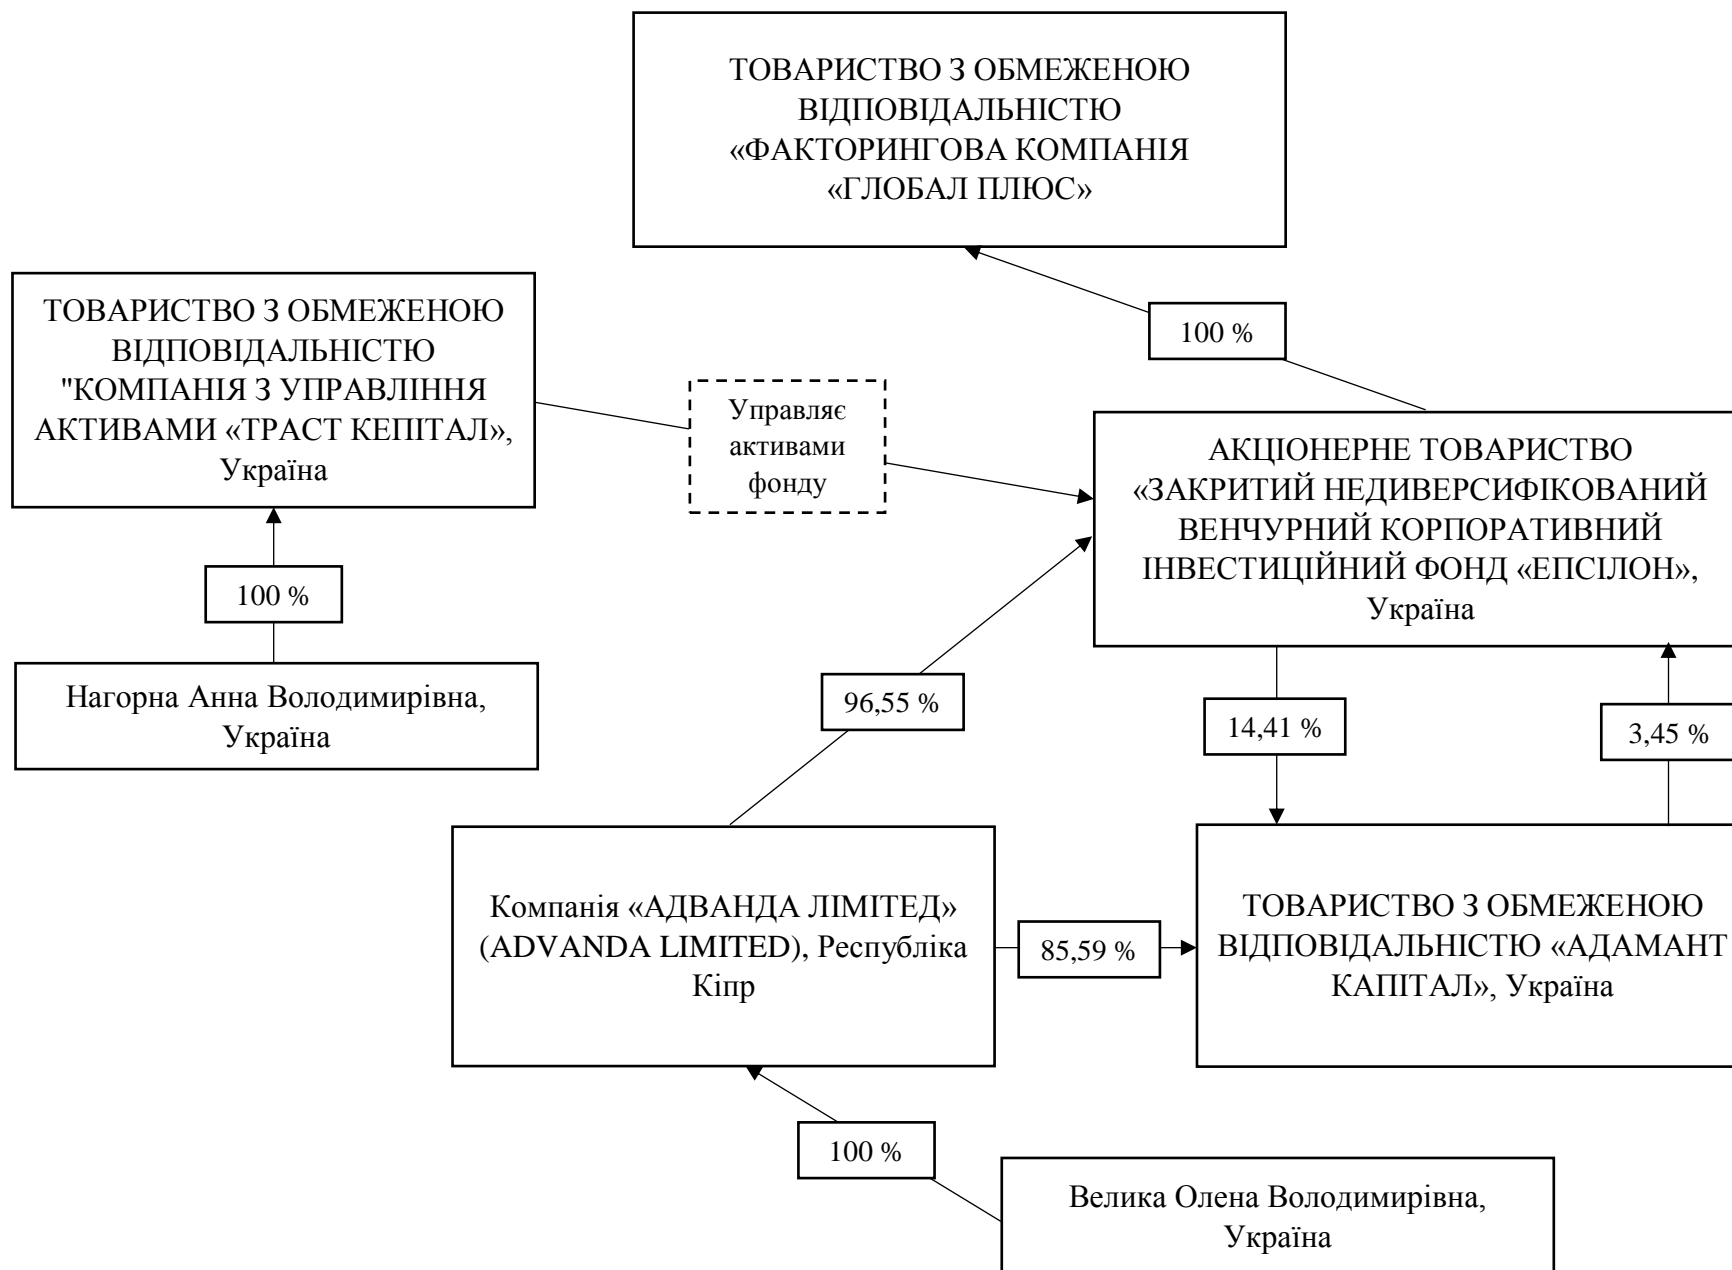 ТОВАРИСТВО З ОБМЕЖЕНОЮ
ВІДПОВІДАЛЬНІСТЮ
«ФАКТОРИНГОВА КОМПАНІЯ
«ГЛОБАЛ ПЛЮС»
100 %
ТОВАРИСТВО З ОБМЕЖЕНОЮ
ВІДПОВІДАЛЬНІСТЮ
"КОМПАНІЯ З УПРАВЛІННЯ
АКТИВАМИ «ТРАСТ КЕПІТАЛ»,
Україна
Управляє
активами
фонду
АКЦІОНЕРНЕ ТОВАРИСТВО
«ЗАКРИТИЙ НЕДИВЕРСИФІКОВАНИЙ
ВЕНЧУРНИЙ КОРПОРАТИВНИЙ
ІНВЕСТИЦІЙНИЙ ФОНД «ЕПСІЛОН»,
Україна
100 %
Нагорна Анна Володимирівна,
Україна
96,55 %
14,41 %
3,45 %
Компанія «АДВАНДА ЛІМІТЕД»
(ADVANDA LIMITED), Республіка
Кіпр
85,59 %
ТОВАРИСТВО З ОБМЕЖЕНОЮ
ВІДПОВІДАЛЬНІСТЮ «АДАМАНТ
КАПІТАЛ», Україна
100 %
Велика Олена Володимирівна,
Україна